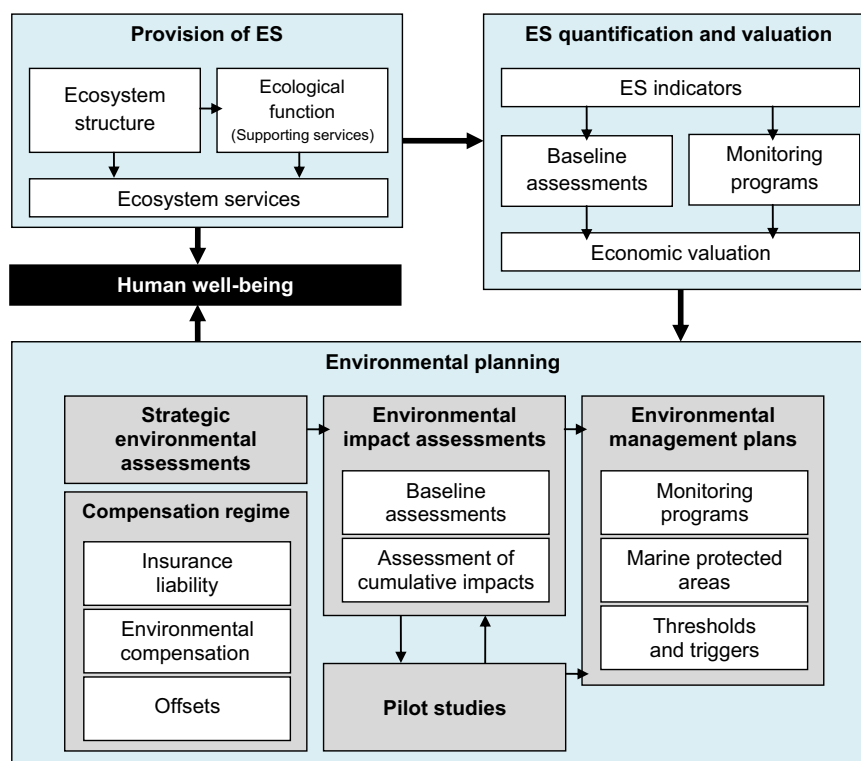 Provision of ES
Ecosystem
structure
Ecological
function
(Supporting services)
Ecosystem services
Human well-being
ES quantification and valuation
ES indicators
Baseline
assessments
Monitoring
programs
Economic valuation
Environmental planning
Strategic
environmental
assessments
Compensation regime
Insurance
liability
Environmental
compensation
Offsets
Environmental
impact assessments
Baseline
assessments
Assessment of
cumulative impacts
Pilot studies
Environmental
management plans
Monitoring
programs
Marine protected
areas
Thresholds
and triggers